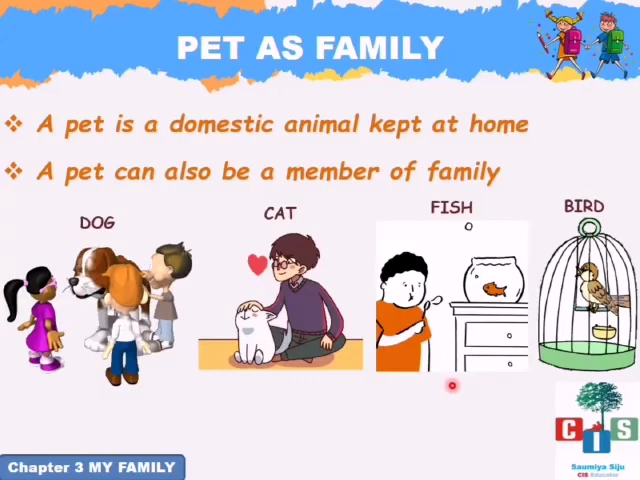 PET AS FAMILY
❖ A pet is a domestic animal kept at home
❖ A pet can also be a member of family
DOG
CAT
FISH
BIRD
CIS
Saumiya Siju
CIS Educator
Chapter 3 MY FAMILY